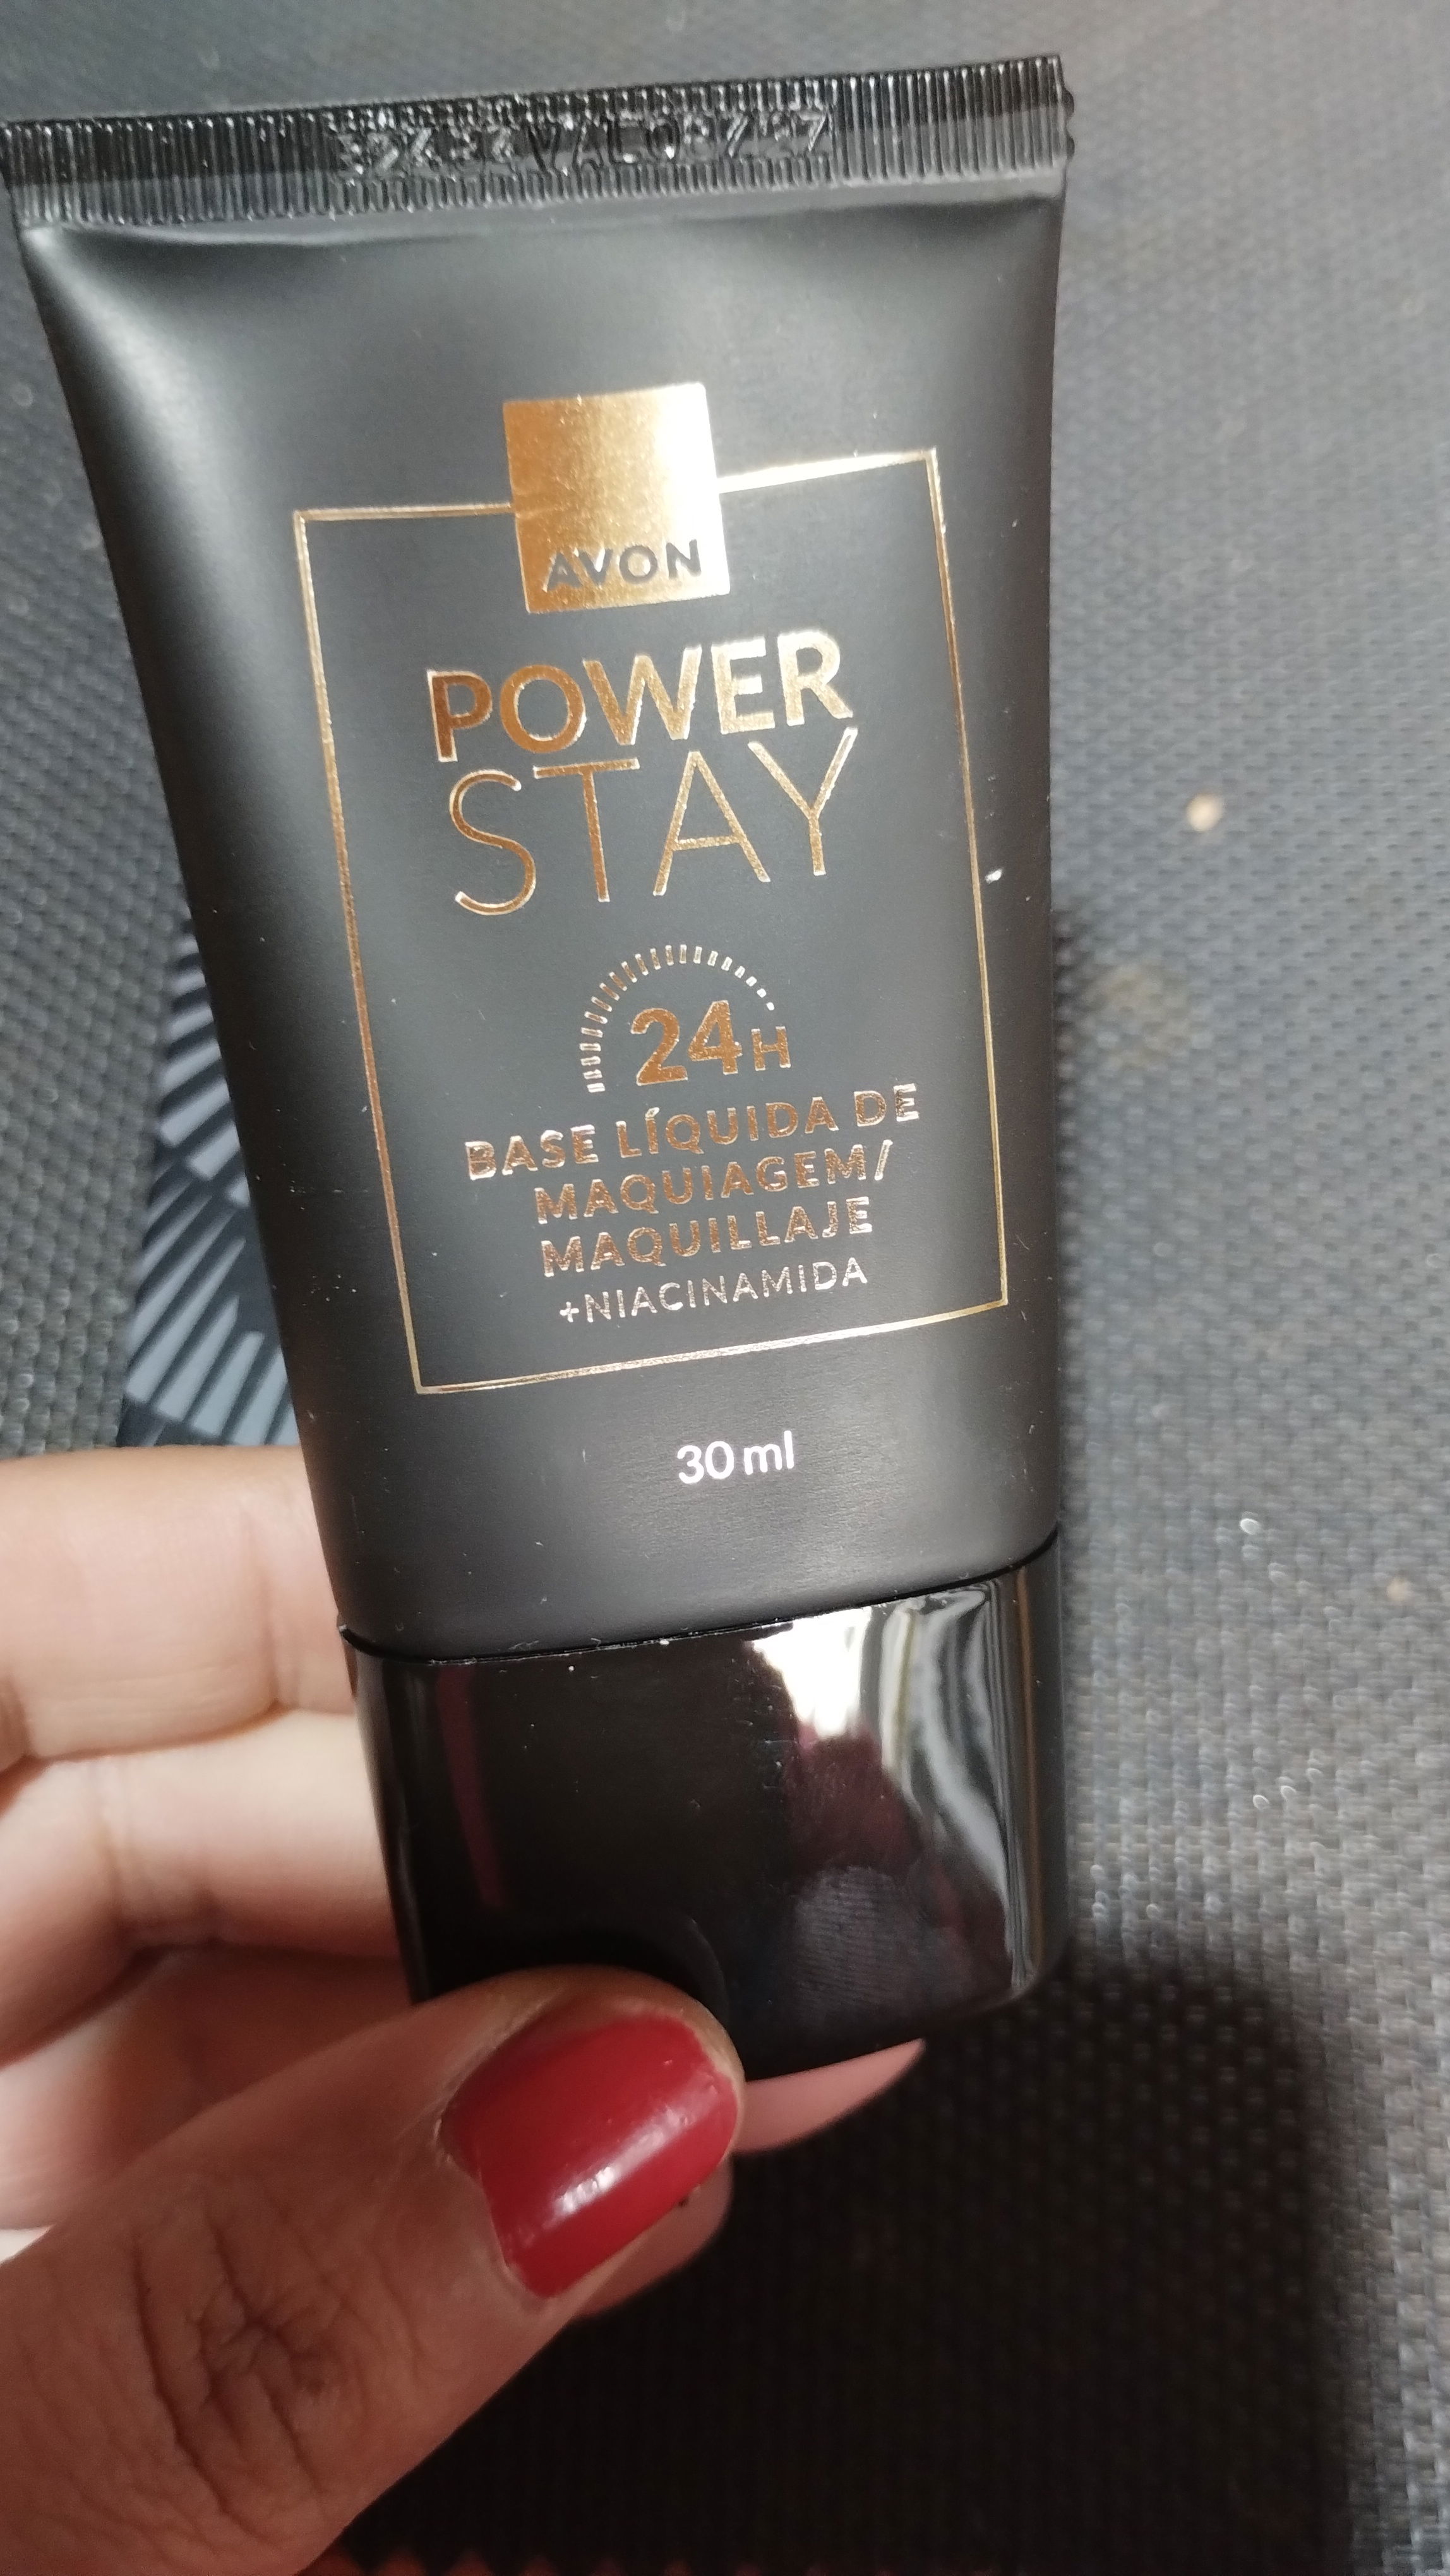 AVON
POWER
STAY
24H
BASE LÍQUIDA DE
MAQUIAGEM/
MAQUILLAJE
+NIACINAMIDA
30 ml